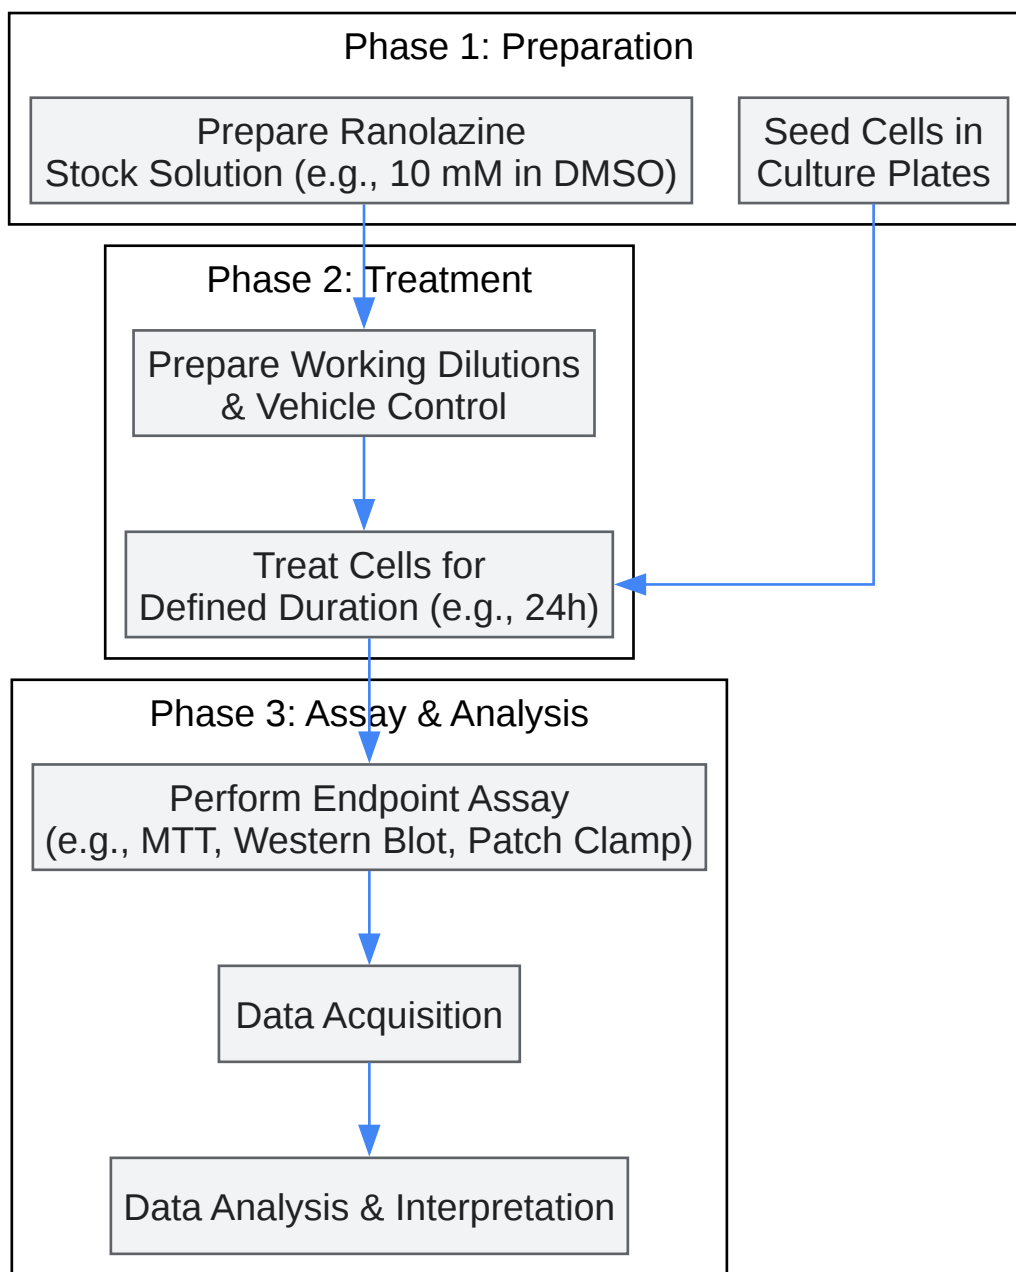 Phase 1: Preparation
Prepare Ranolazine
Stock Solution (e.g., 10 mM in DMSO)
Seed Cells in
Culture Plates
Phase 2: Treatment
Prepare Working Dilutions
& Vehicle Control
Treat Cells for
Defined Duration (e.g., 24h)
Phase 3: Assay & Analysis
Perform Endpoint Assay
(e.g., MTT, Western Blot, Patch Clamp)
Data Acquisition
Data Analysis & Interpretation